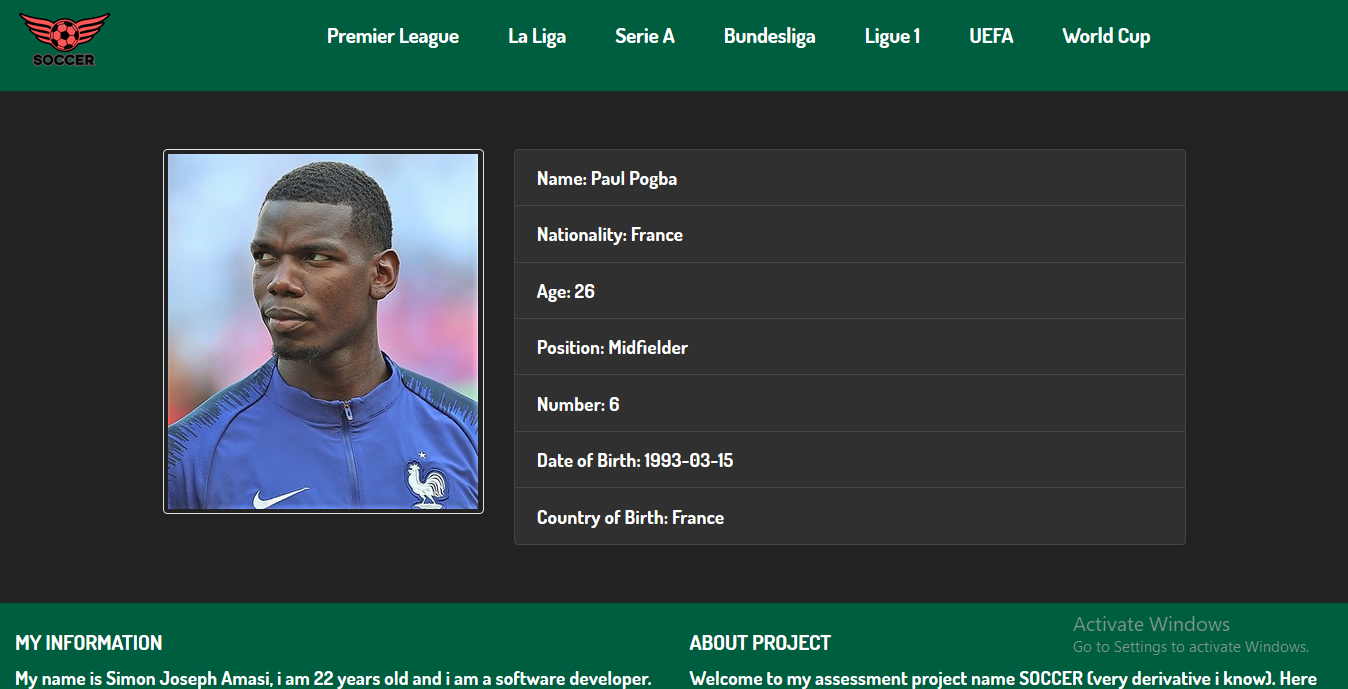 SOCCER
Premier League La Liga Serie A Bundesliga Ligue 1 UEFA World Cup
Name: Paul Pogba
Nationality: France
Age: 26
Position: Midfielder
Number: 6
Date of Birth: 1993-03-15
Country of Birth: France
MY INFORMATION
My name is Simon Joseph Amasi, i am 22 years old and i am a software developer.
ABOUT PROJECT
Welcome to my assessment project name SOCCER (very derivative i know). Here
Activate Windows
Go to Settings to activate Windows.